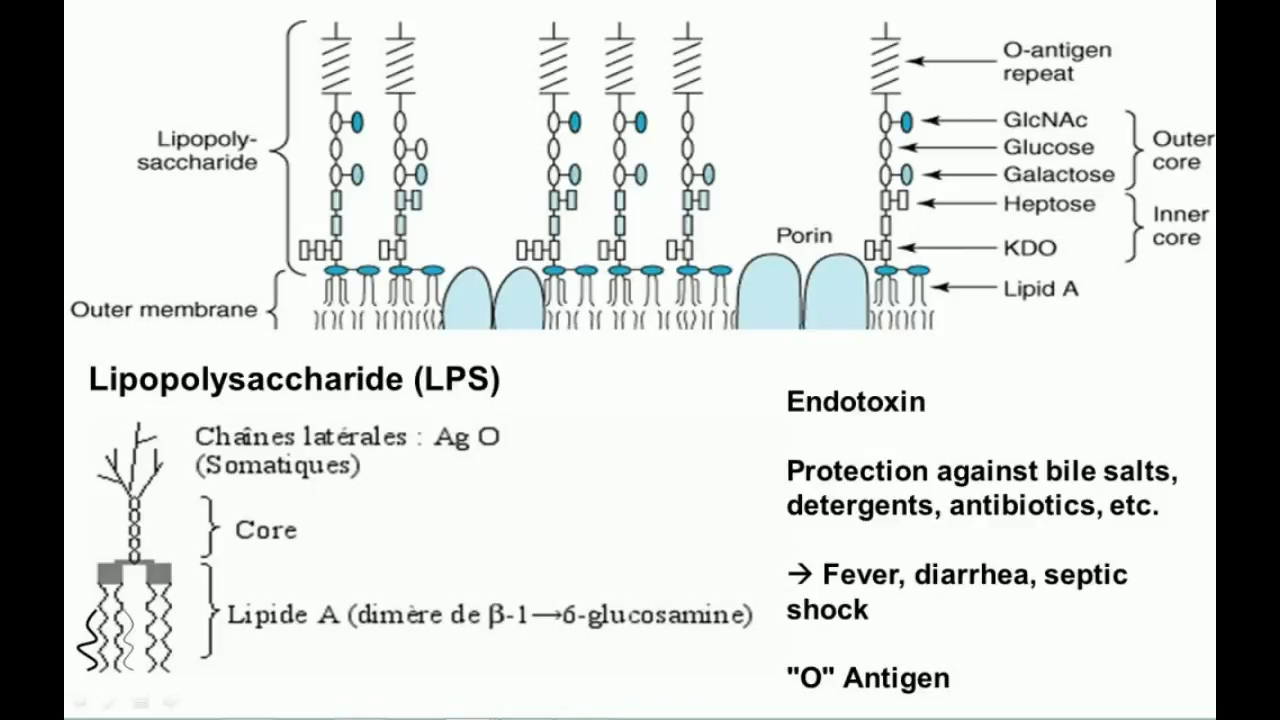 Lipopoly-
saccharide
Outer membrane
Porin
O-antigen
repeat
GlcNAc
Glucose
Galactose
Heptose
KDO
Lipid A
Outer
core
Inner
core
Lipopolysaccharide (LPS)
Chaînes latérales : Ag O
(Somatiques)
Core
Lipide A (dimère de β-1→6-glucosamine)
Endotoxin
Protection against bile salts,
detergents, antibiotics, etc.
→ Fever, diarrhea, septic
shock
"O" Antigen